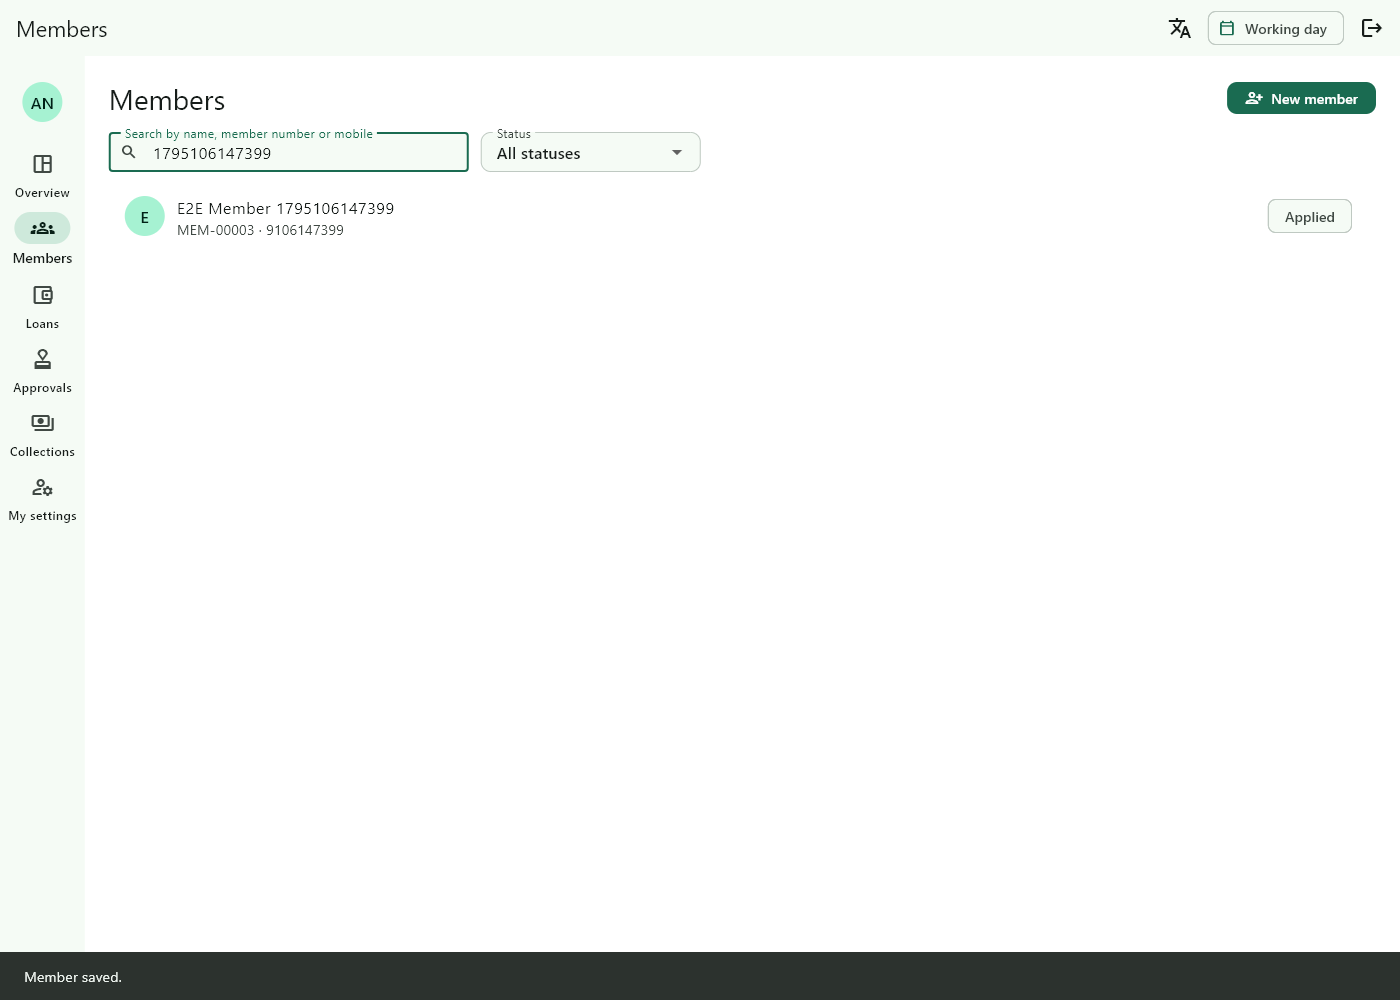 Members
Working day
AN
Overview
Members
Loans
Approvals
Collections
My settings
Members
New member
Search by name, member number or mobile
1795106147399
Status
All statuses
E
E2E Member 1795106147399
MEM-00003 · 9106147399
Applied
Member saved.